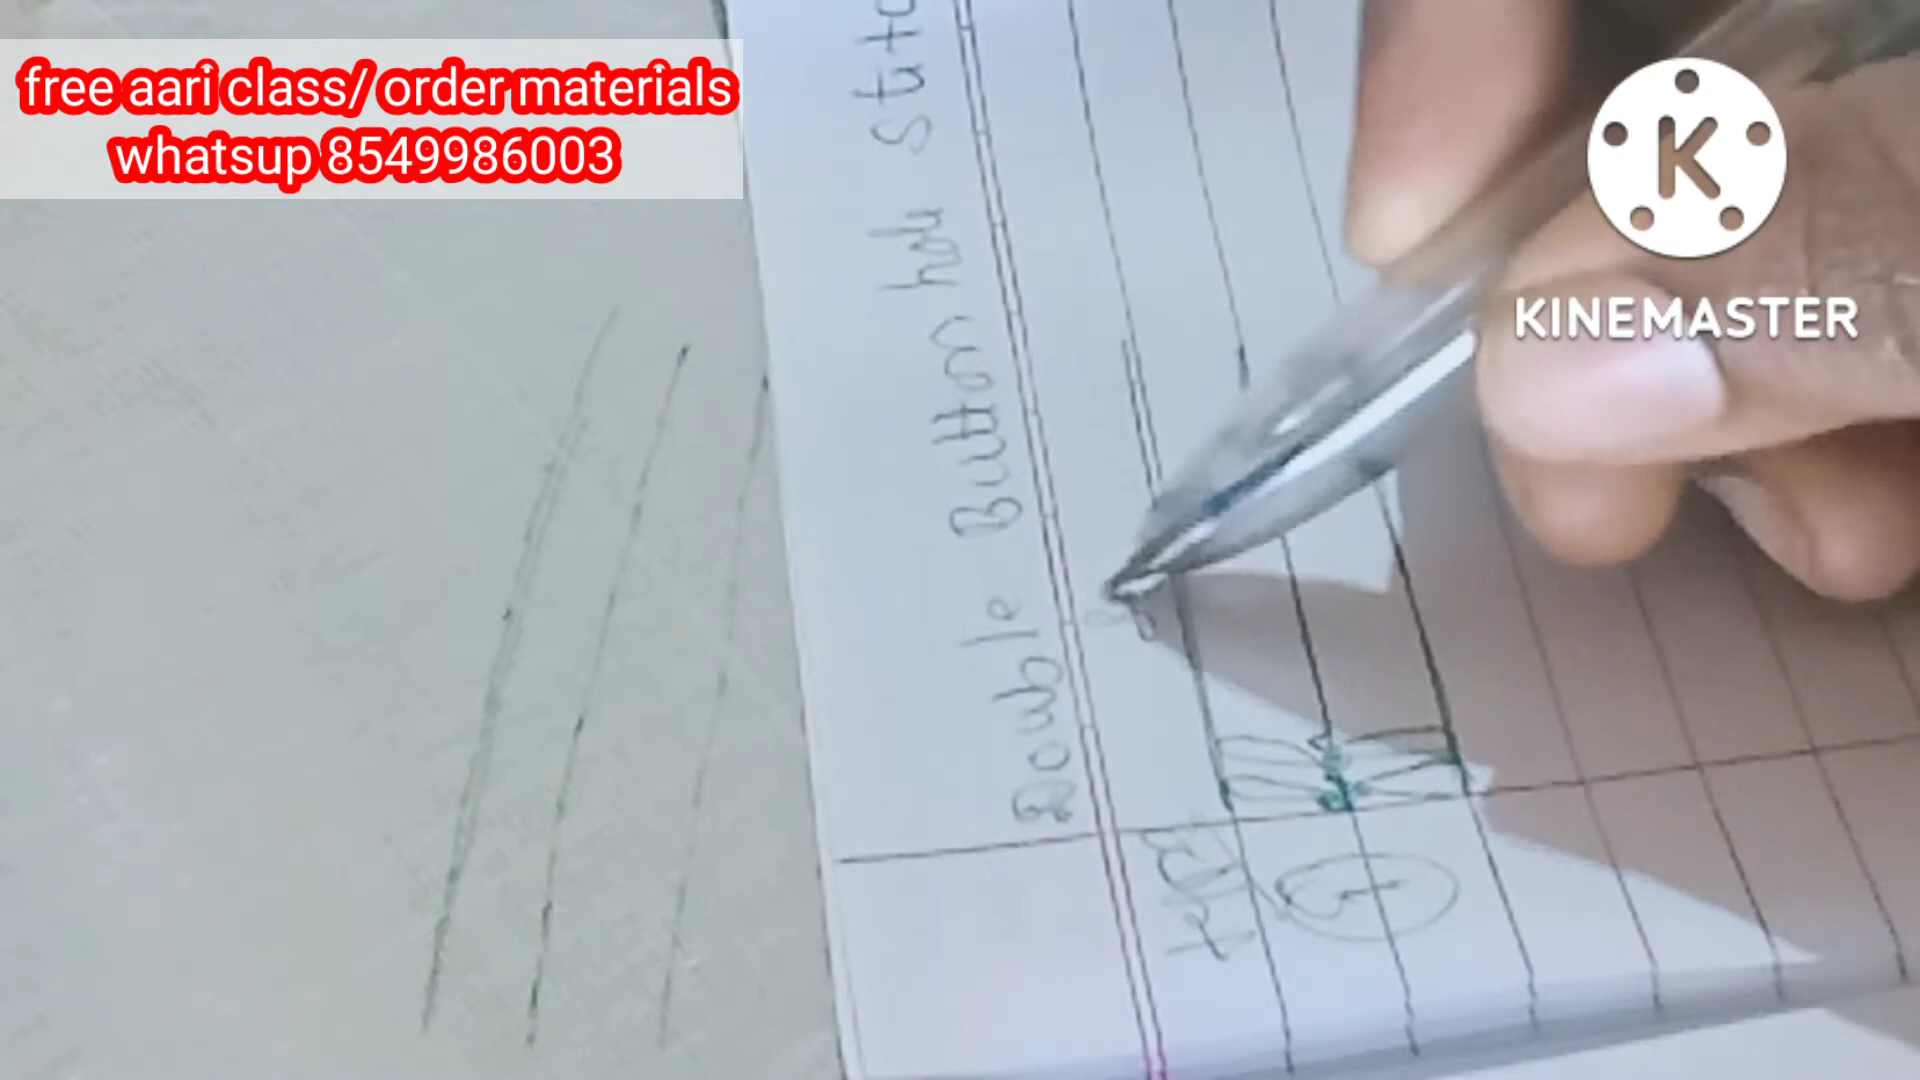 free aari class/ order materials
whatsup 8549986003
KINEMASTER
Double Button hole